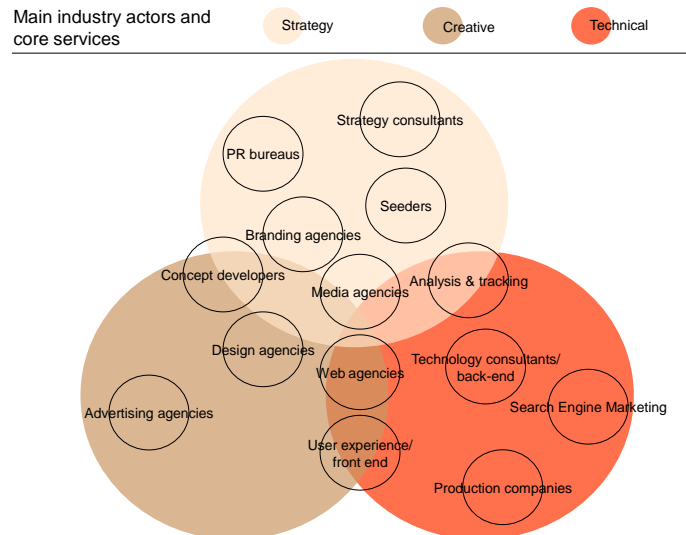 Main industry actors and
core services
Strategy
Creative
Technical
Strategy consultants
PR bureaus
Seeders
Branding agencies
Concept developers
Media agencies
Analysis & tracking
Design agencies
Web agencies
Technology consultants/
back-end
Advertising agencies
Search Engine Marketing
User experience/
front end
Production companies